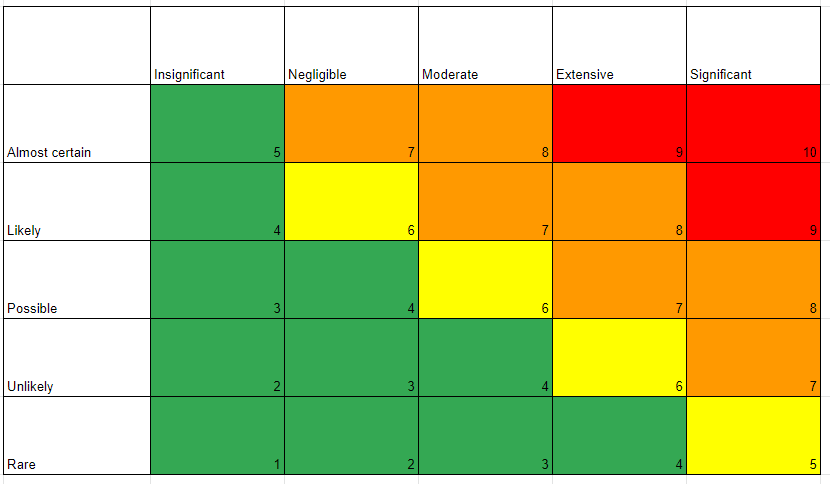 Insignificant Negligible Moderate Extensive Significant
Almost certain 5 7 8 9 10
Likely 4 6 7 8 9
Possible 3 4 6 7 8
Unlikely 2 3 4 6 7
Rare 1 2 3 4 5